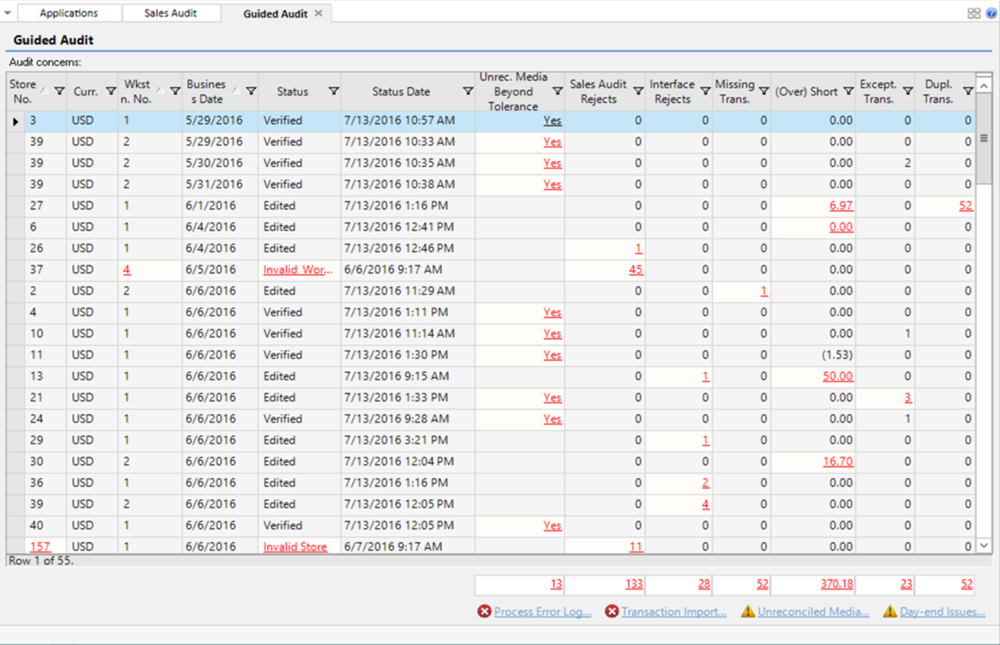 Applications Sales Audit Guided Audit
Guided Audit
Audit concerns:
Store No. Curr. Wkst n. No. Busines s Date Status Status Date Unrec. Media Beyond Tolerance Sales Audit Rejects Interface Rejects Missing Trans. (Over) Short Except. Trans. Dupl. Trans.
3 USD 1 5/29/2016 Verified 7/13/2016 10:57 AM Yes 0 0 0 0.00 0 0
39 USD 2 5/29/2016 Verified 7/13/2016 10:33 AM Yes 0 0 0 0.00 0 0
39 USD 2 5/30/2016 Verified 7/13/2016 10:35 AM Yes 0 0 0 0.00 2 0
39 USD 2 5/31/2016 Verified 7/13/2016 10:38 AM Yes 0 0 0 0.00 0 0
27 USD 1 6/1/2016 Edited 7/13/2016 1:16 PM 0 0 0 6.97 0 52
6 USD 1 6/4/2016 Edited 7/13/2016 12:41 PM 0 0 0 0.00 0 0
26 USD 1 6/4/2016 Edited 7/13/2016 12:46 PM 1 0 0 0.00 0 0
37 USD 4 6/5/2016 Invalid Wor... 6/6/2016 9:17 AM 45 0 0 0.00 0 0
2 USD 2 6/6/2016 Edited 7/13/2016 11:29 AM 0 0 1 0.00 0 0
4 USD 1 6/6/2016 Verified 7/13/2016 1:11 PM Yes 0 0 0 0.00 0 0
10 USD 1 6/6/2016 Verified 7/13/2016 11:14 AM Yes 0 0 0 0.00 1 0
11 USD 1 6/6/2016 Verified 7/13/2016 1:30 PM Yes 0 0 0 (1.53) 0 0
13 USD 1 6/6/2016 Edited 7/13/2016 9:15 AM 0 1 0 50.00 0 0
21 USD 1 6/6/2016 Edited 7/13/2016 1:33 PM Yes 0 0 0 0.00 3 0
24 USD 1 6/6/2016 Verified 7/13/2016 9:28 AM Yes 0 0 0 0.00 1 0
29 USD 1 6/6/2016 Edited 7/13/2016 3:21 PM 0 1 0 0.00 0 0
30 USD 2 6/6/2016 Edited 7/13/2016 12:04 PM 0 0 0 16.70 0 0
36 USD 1 6/6/2016 Edited 7/13/2016 1:16 PM 0 2 0 0.00 0 0
39 USD 2 6/6/2016 Edited 7/13/2016 12:05 PM 0 4 0 0.00 0 0
40 USD 1 6/6/2016 Verified 7/13/2016 12:05 PM Yes 0 0 0 0.00 0 0
157 USD 1 6/6/2016 Invalid Store 6/7/2016 9:17 AM 11 0 0 0.00 0 0
Row 1 of 55.
13 133 28 52 370.18 23 52
Process Error Log... Transaction Import... Unreconciled Media... Day-end Issues...